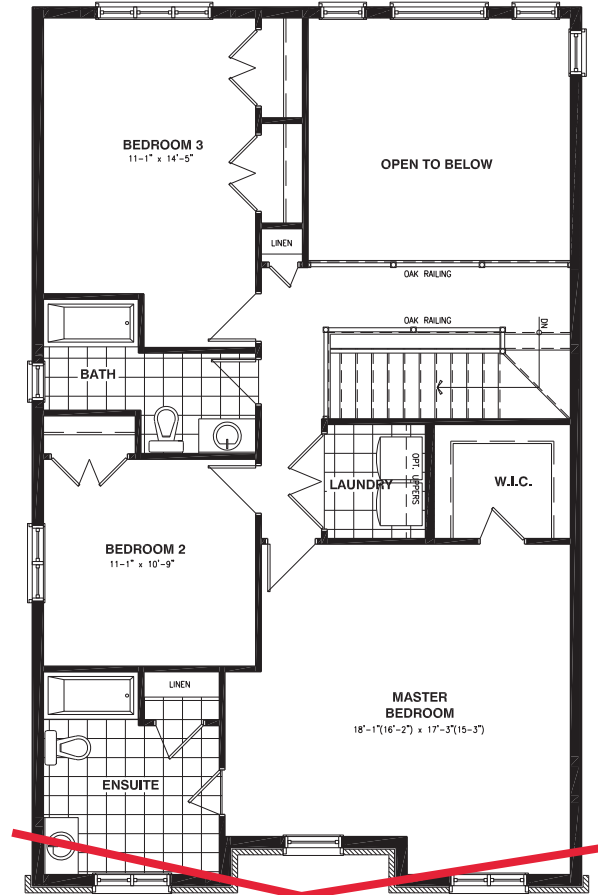 BEDROOM 3
11-1" x 14'-5"
OPEN TO BELOW
LINEN
OAK RAILING
OAK RAILING
DN
BATH
LAUNDRY
OPT. UPPERS
W.I.C.
BEDROOM 2
11-1" x 10'-9"
LINEN
MASTER
BEDROOM
18'-1"(16'-2") x 17'-3"(15-3")
ENSUITE